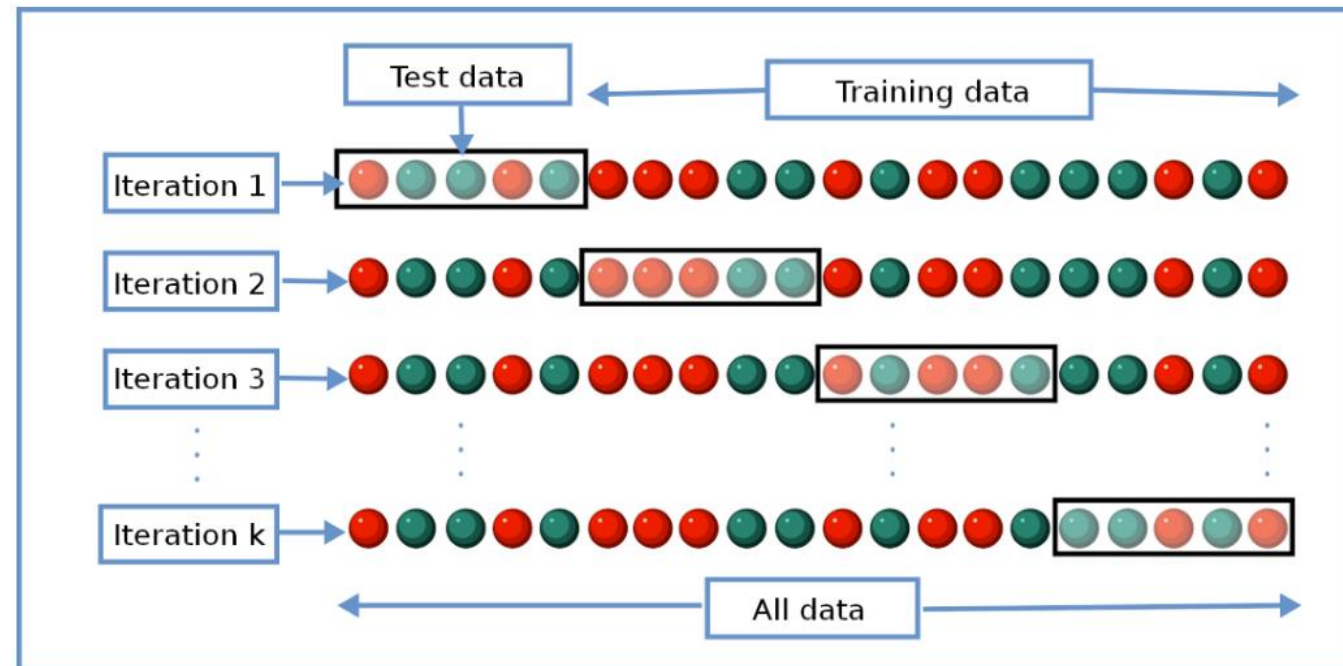 Test data
Training data
Iteration 1
Iteration 2
Iteration 3
Iteration k
All data